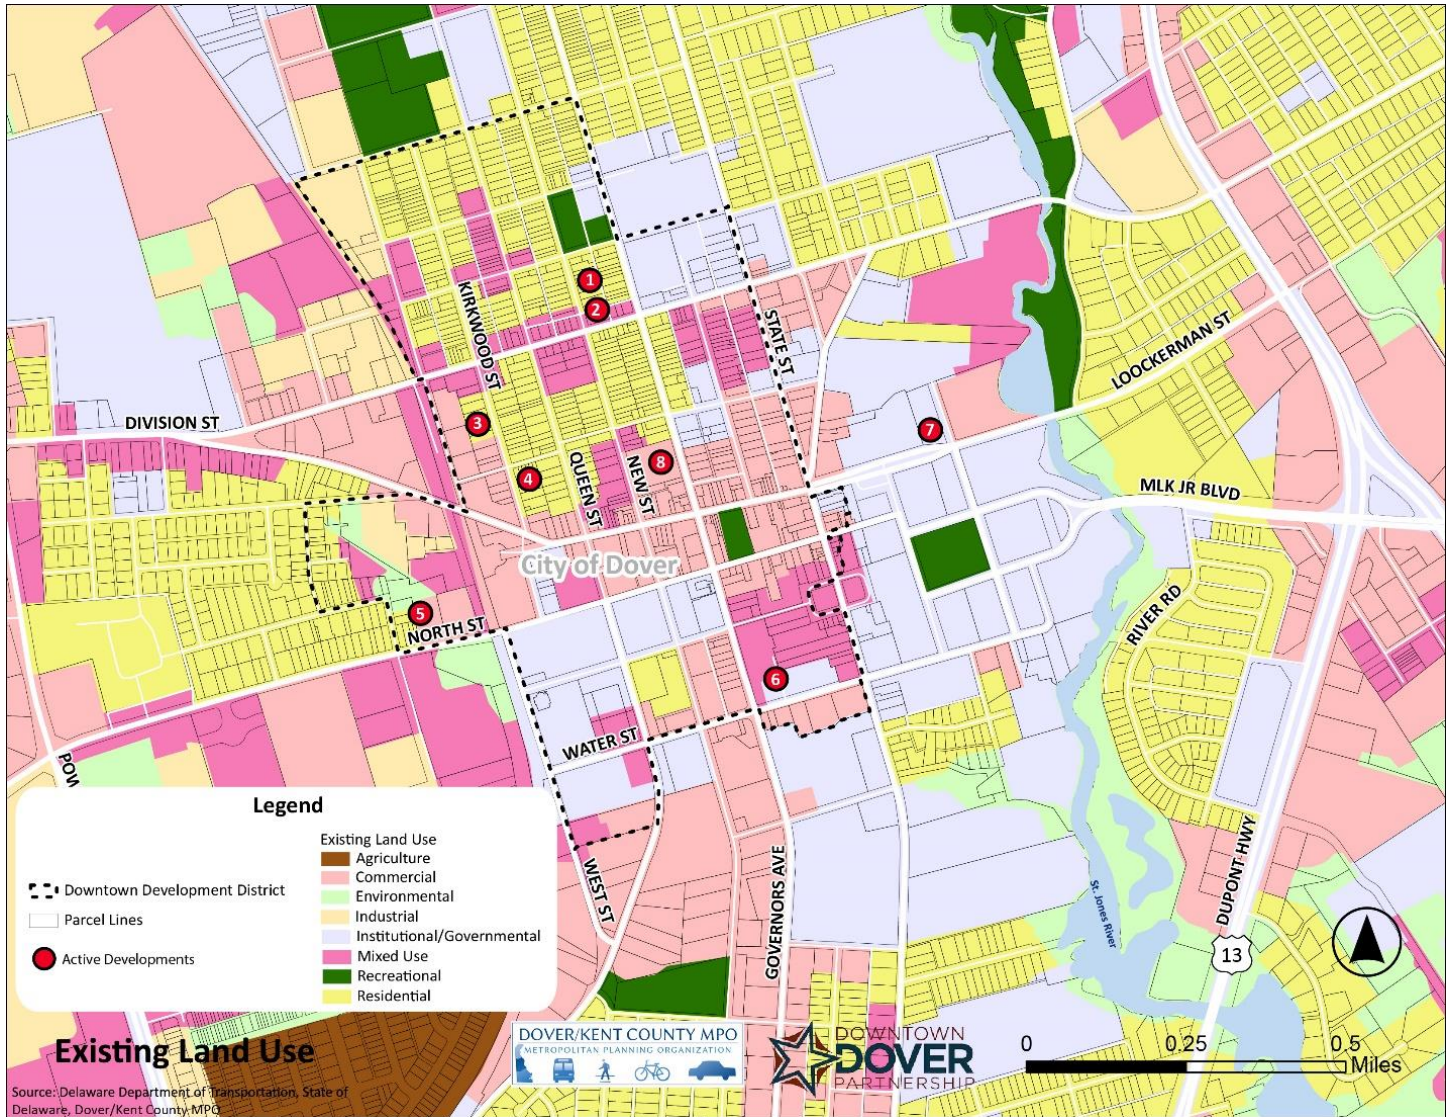 KIRKWOOD ST
1
2
STATE ST
LOOCKERMAN ST
DIVISION ST
3
7
QUEEN ST
NEW ST
8
4
MLK JR BLVD
City of Dover
5
NORTH ST
RIVER RD
6
WATER ST
POW
WEST ST
GOVERNORS AVE
St. Jones River
DUPONT HWY
13
Legend
Downtown Development District
Parcel Lines
Active Developments
Existing Land Use
Agriculture
Commercial
Environmental
Industrial
Institutional/Governmental
Mixed Use
Recreational
Residential
Existing Land Use
Source: Delaware Department of Transportation, State of
Delaware, Dover/Kent County MPO
DOVER/KENT COUNTY MPO
METROPOLITAN PLANNING ORGANIZATION
DOWNTOWN
DOVER
PARTNERSHIP
0 0.25 0.5
Miles